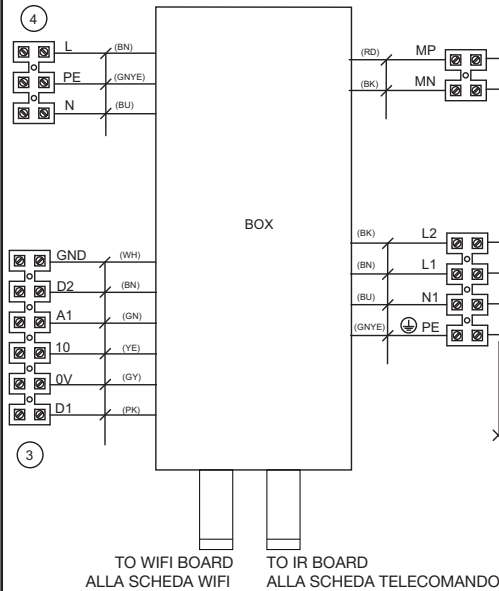 4
L (BN)
PE (GNYE)
N (BU)
(RD) MP
(BK) MN
BOX
GND (WH)
D2 (BN)
A1 (GN)
10 (YE)
0V (GY)
D1 (PK)
3
(BK) L2
(BN) L1
(BU) N1
(GNYE) PE
TO WIFI BOARD
ALLA SCHEDA WIFI
TO IR BOARD
ALLA SCHEDA TELECOMANDO